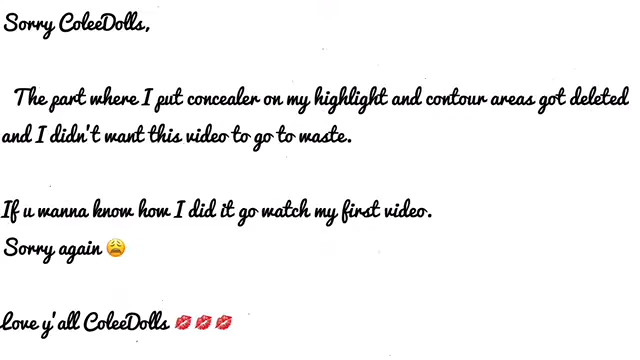 Sorry ColeeDolls,
The part where I put concealer on my highlight and contour areas got deleted
and I didn't want this video to go to waste.
If u wanna know how I did it go watch my first video.
Sorry again 😩
Love y'all ColeeDolls 💋💋💋